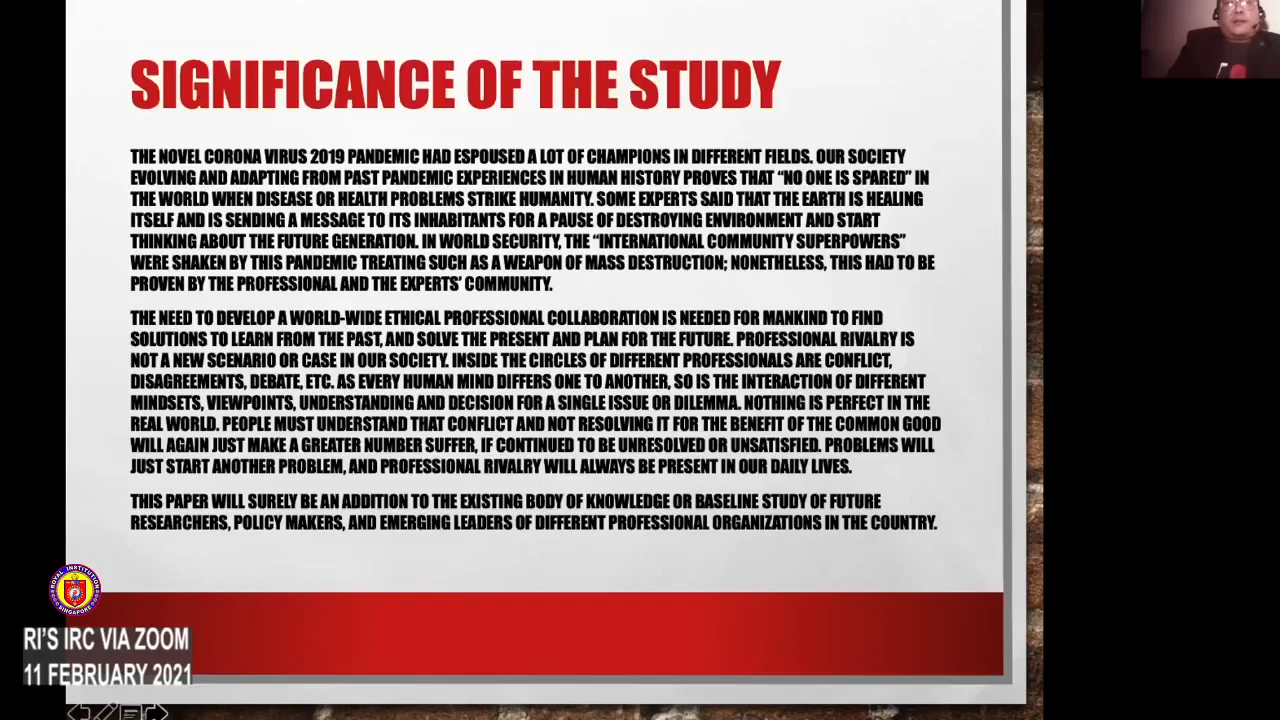 SIGNIFICANCE OF THE STUDY
THE NOVEL CORONA VIRUS 2019 PANDEMIC HAD ESPOUSED A LOT OF CHAMPIONS IN DIFFERENT FIELDS. OUR SOCIETY
EVOLVING AND ADAPTING FROM PAST PANDEMIC EXPERIENCES IN HUMAN HISTORY PROVES THAT “NO ONE IS SPARED” IN
THE WORLD WHEN DISEASE OR HEALTH PROBLEMS STRIKE HUMANITY. SOME EXPERTS SAID THAT THE EARTH IS HEALING
ITSELF AND IS SENDING A MESSAGE TO ITS INHABITANTS FOR A PAUSE OF DESTROYING ENVIRONMENT AND START
THINKING ABOUT THE FUTURE GENERATION. IN WORLD SECURITY, THE “INTERNATIONAL COMMUNITY SUPERPOWERS”
WERE SHAKEN BY THIS PANDEMIC TREATING SUCH AS A WEAPON OF MASS DESTRUCTION; NONETHELESS, THIS HAD TO BE
PROVEN BY THE PROFESSIONAL AND THE EXPERTS’ COMMUNITY.
THE NEED TO DEVELOP A WORLD-WIDE ETHICAL PROFESSIONAL COLLABORATION IS NEEDED FOR MANKIND TO FIND
SOLUTIONS TO LEARN FROM THE PAST, AND SOLVE THE PRESENT AND PLAN FOR THE FUTURE. PROFESSIONAL RIVALRY IS
NOT A NEW SCENARIO OR CASE IN OUR SOCIETY. INSIDE THE CIRCLES OF DIFFERENT PROFESSIONALS ARE CONFLICT,
DISAGREEMENTS, DEBATE, ETC. AS EVERY HUMAN MIND DIFFERS ONE TO ANOTHER, SO IS THE INTERACTION OF DIFFERENT
MINDSETS, VIEWPOINTS, UNDERSTANDING AND DECISION FOR A SINGLE ISSUE OR DILEMMA. NOTHING IS PERFECT IN THE
REAL WORLD. PEOPLE MUST UNDERSTAND THAT CONFLICT AND NOT RESOLVING IT FOR THE BENEFIT OF THE COMMON GOOD
WILL AGAIN JUST MAKE A GREATER NUMBER SUFFER, IF CONTINUED TO BE UNRESOLVED OR UNSATISFIED. PROBLEMS WILL
JUST START ANOTHER PROBLEM, AND PROFESSIONAL RIVALRY WILL ALWAYS BE PRESENT IN OUR DAILY LIVES.
THIS PAPER WILL SURELY BE AN ADDITION TO THE EXISTING BODY OF KNOWLEDGE OR BASELINE STUDY OF FUTURE
RESEARCHERS, POLICY MAKERS, AND EMERGING LEADERS OF DIFFERENT PROFESSIONAL ORGANIZATIONS IN THE COUNTRY.
ROYAL INSTITUTION
SINGAPORE
RI'S IRC VIA ZOOM
11 FEBRUARY 2021